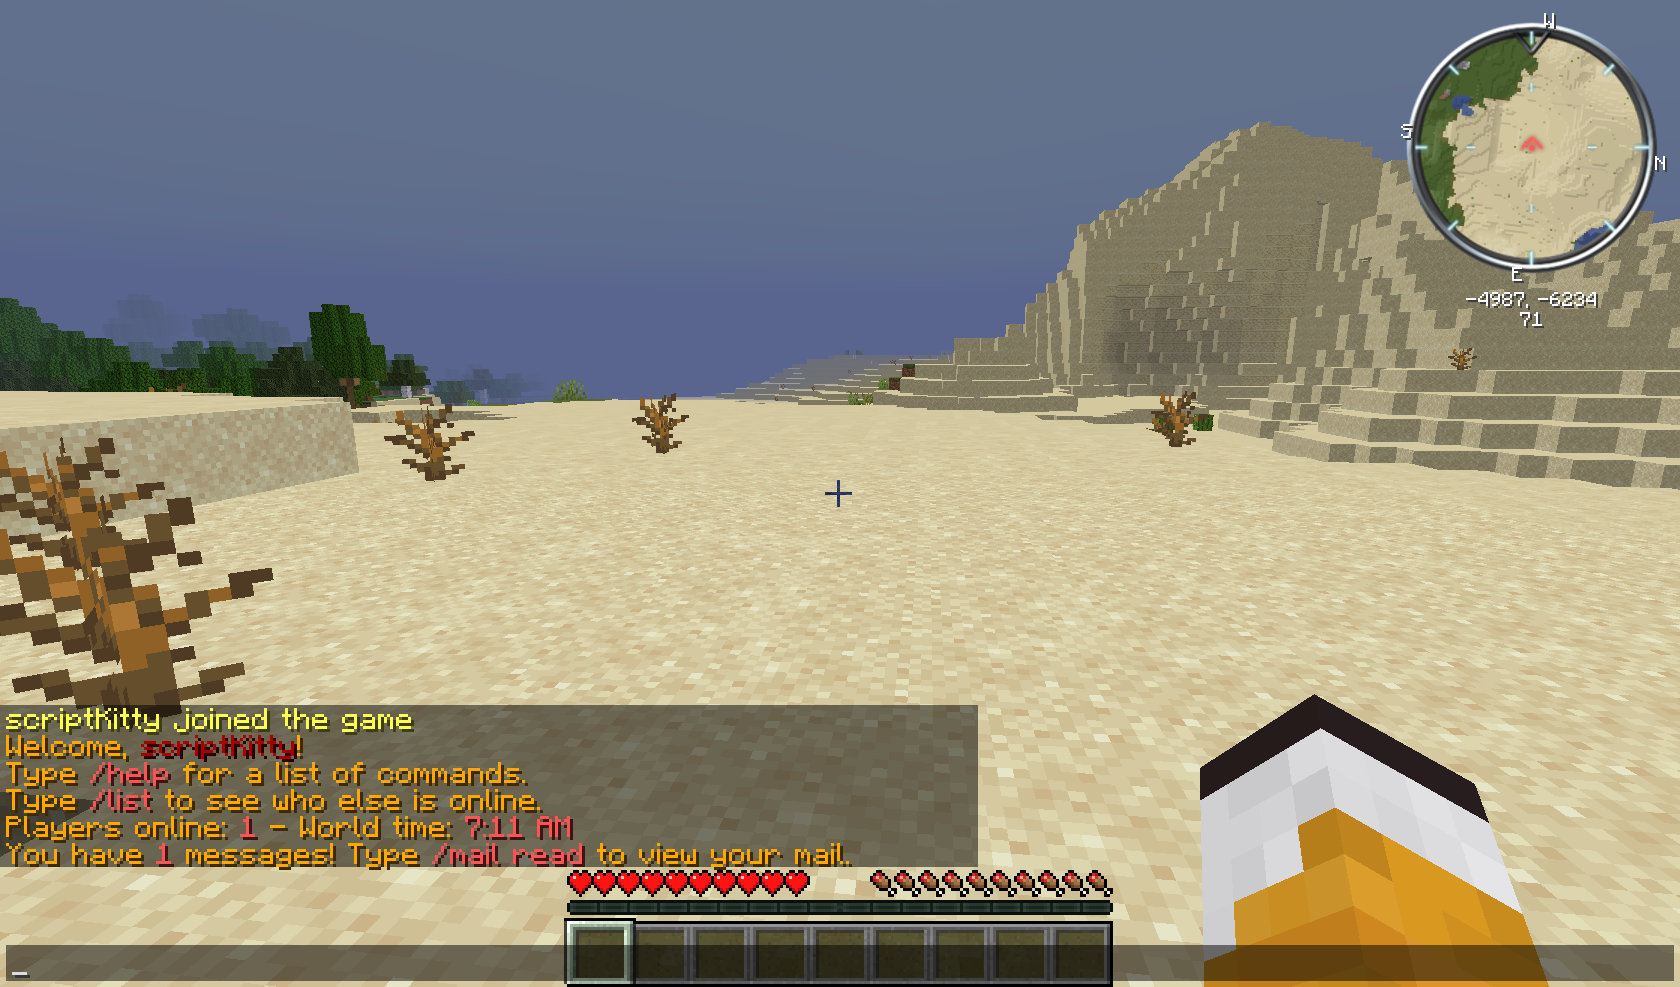 W
S
N
E
-4987, -6234
71
scriptKitty joined the game
Welcome, scriptKitty!
Type /help for a list of commands.
Type /list to see who else is online.
Players online: 1 - World time: 7:11 AM
You have 1 messages! Type /mail read to view your mail.
_